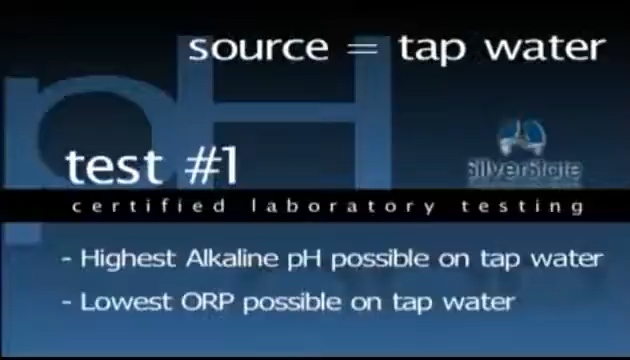 source = tap water
pH
test #1
SilverState
certified laboratory testing
- Highest Alkaline pH possible on tap water
- Lowest ORP possible on tap water